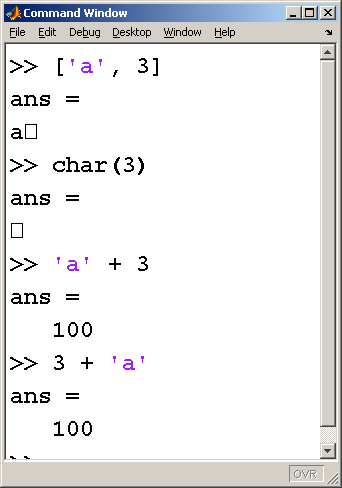 Command Window
File Edit Debug Desktop Window Help
>> ['a', 3]
ans =
a□
>> char(3)
ans =
□
>> 'a' + 3
ans =
100
>> 3 + 'a'
ans =
100
>>
OVR